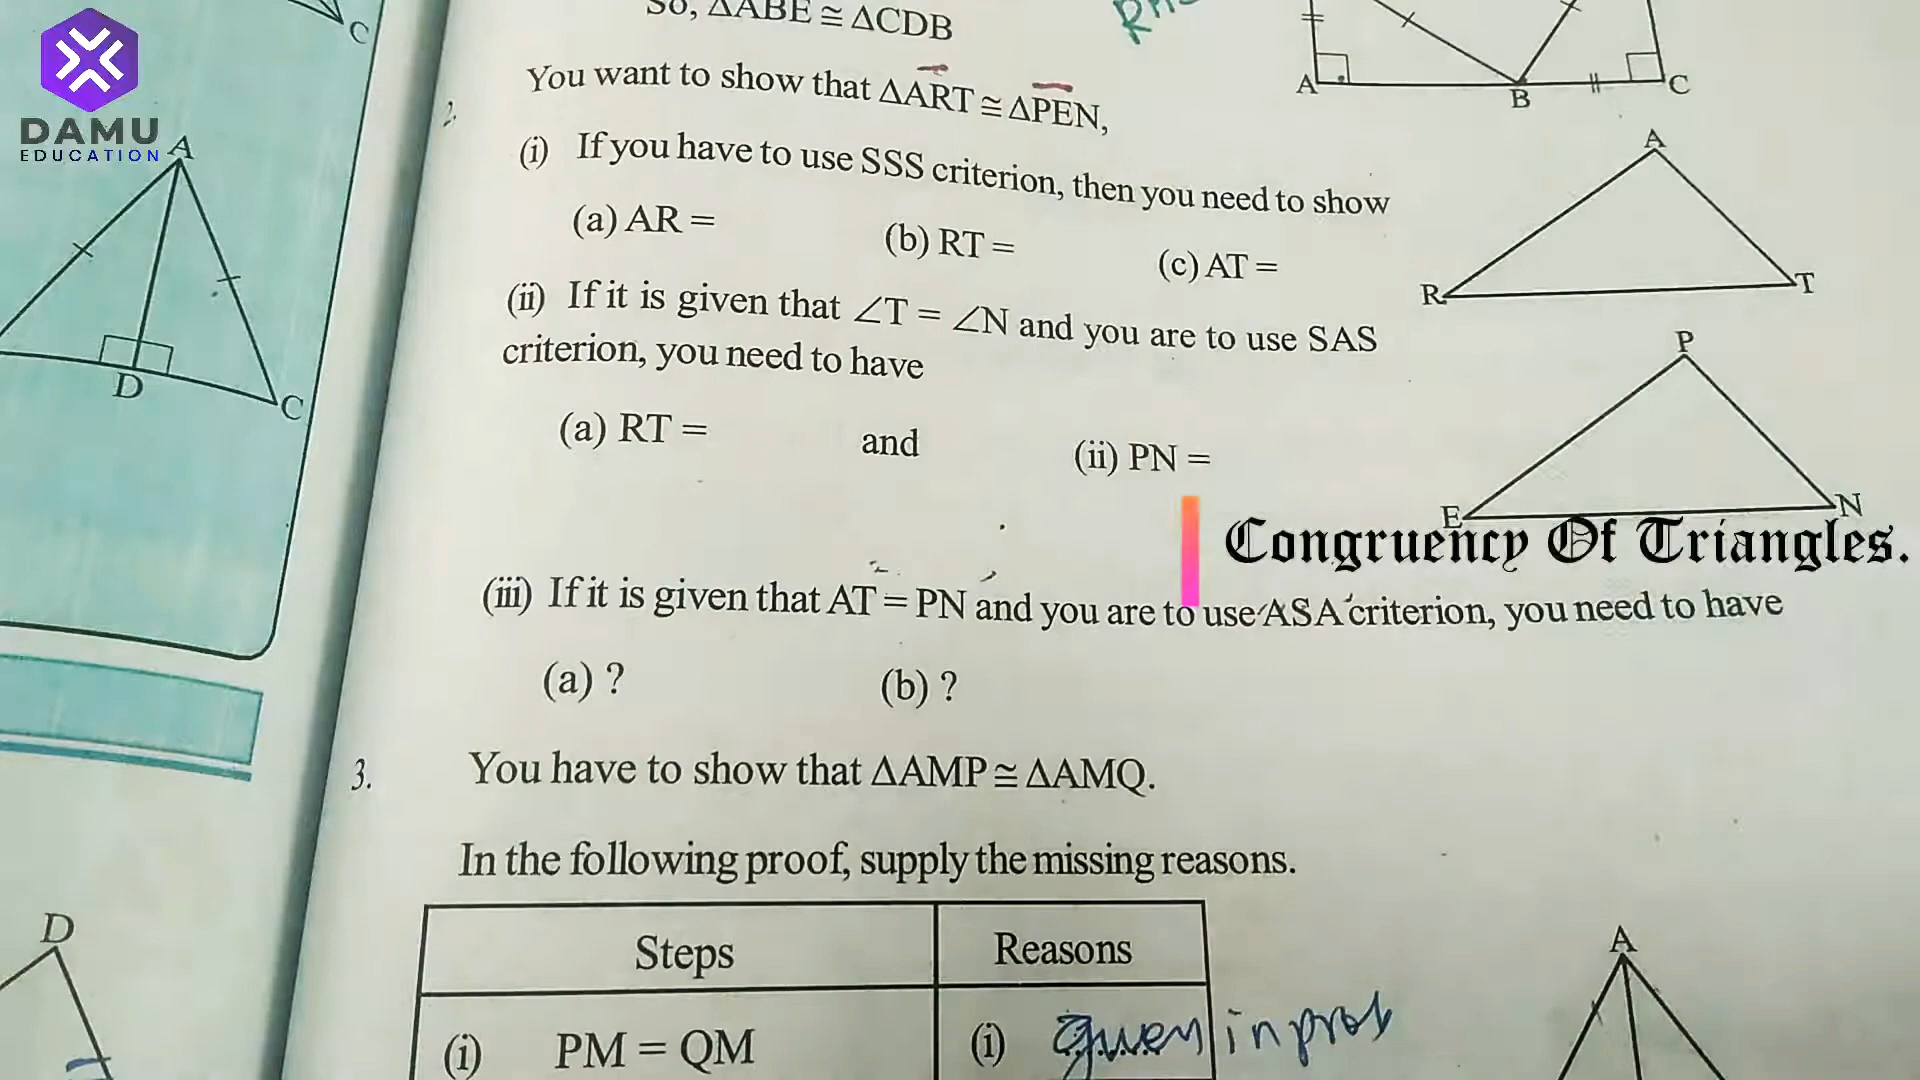 DAMU
EDUCATION
C
A
D
C
D
So, ΔABE ≅ ΔCDB
A
B
C
2.
You want to show that ΔART ≅ ΔPEN,
(i) If you have to use SSS criterion, then you need to show
(a) AR =
(b) RT =
(c) AT =
A
R
T
(ii) If it is given that ∠T = ∠N and you are to use SAS
criterion, you need to have
(a) RT =
and
(ii) PN =
P
E
N
Congruency Of Triangles.
(iii) If it is given that AT = PN and you are to use ASA criterion, you need to have
(a) ?
(b) ?
3.
You have to show that ΔAMP ≅ ΔAMQ.
In the following proof, supply the missing reasons.
Steps
Reasons
(i) PM = QM
(i)
in
A